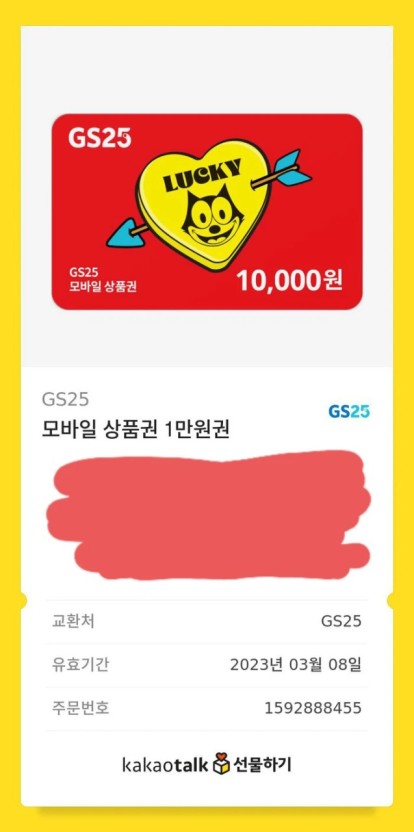 GS25
LUCKY
GS25
모바일 상품권
10,000원
GS25
모바일 상품권 1만원권
GS25
교환처 GS25
유효기간 2023년 03월 08일
주문번호 1592888455
kakaotalk 선물하기